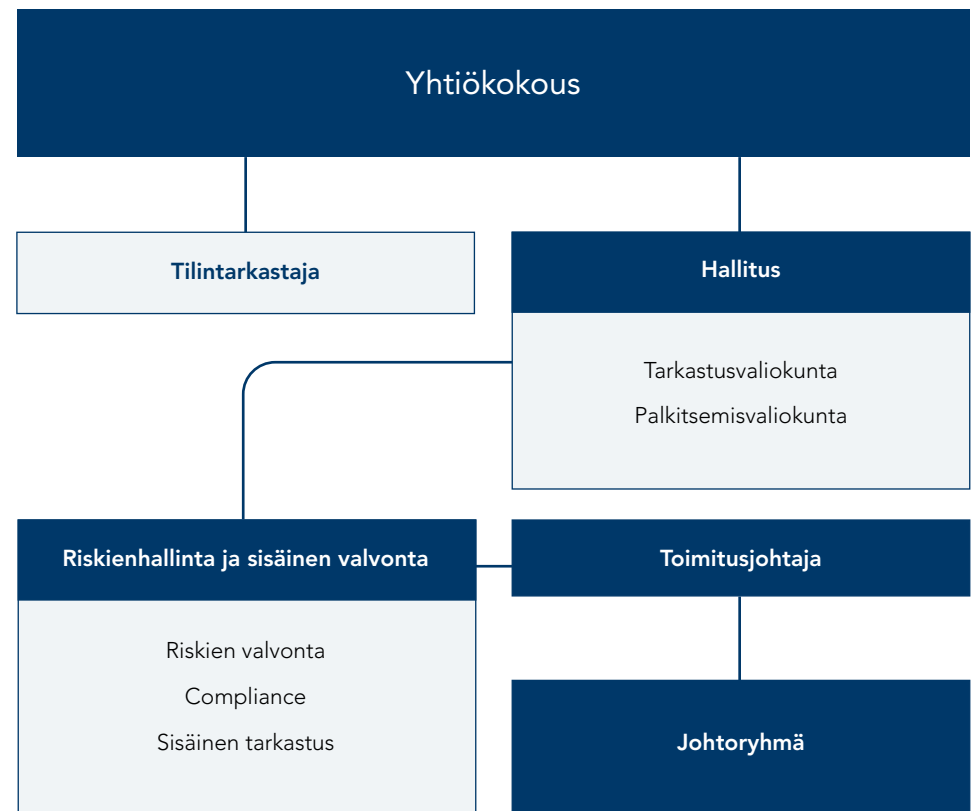 Yhtiökokous
Tilintarkastaja
Hallitus
Tarkastusvaliokunta
Palkitsemisvaliokunta
Riskienhallinta ja sisäinen valvonta
Riskien valvonta
Compliance
Sisäinen tarkastus
Toimitusjohtaja
Johtoryhmä